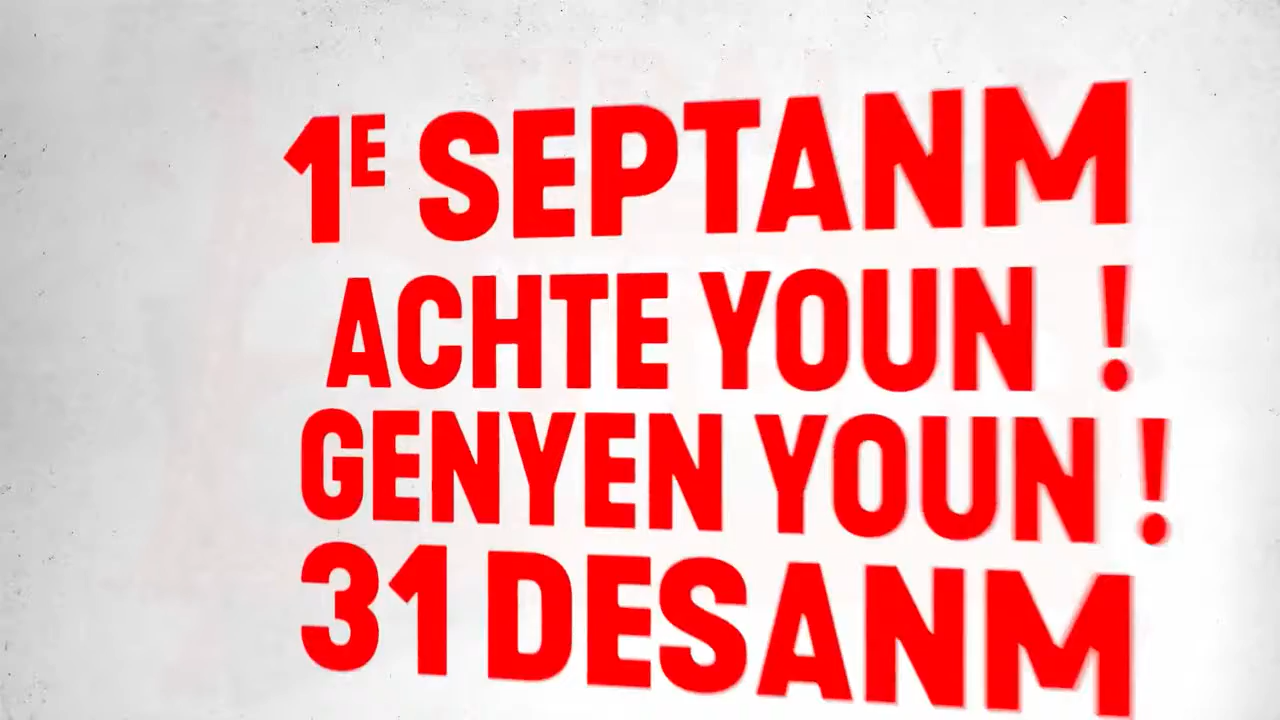 1E SEPTANM
ACHTE YOUN !
GENYEN YOUN !
31 DESANM